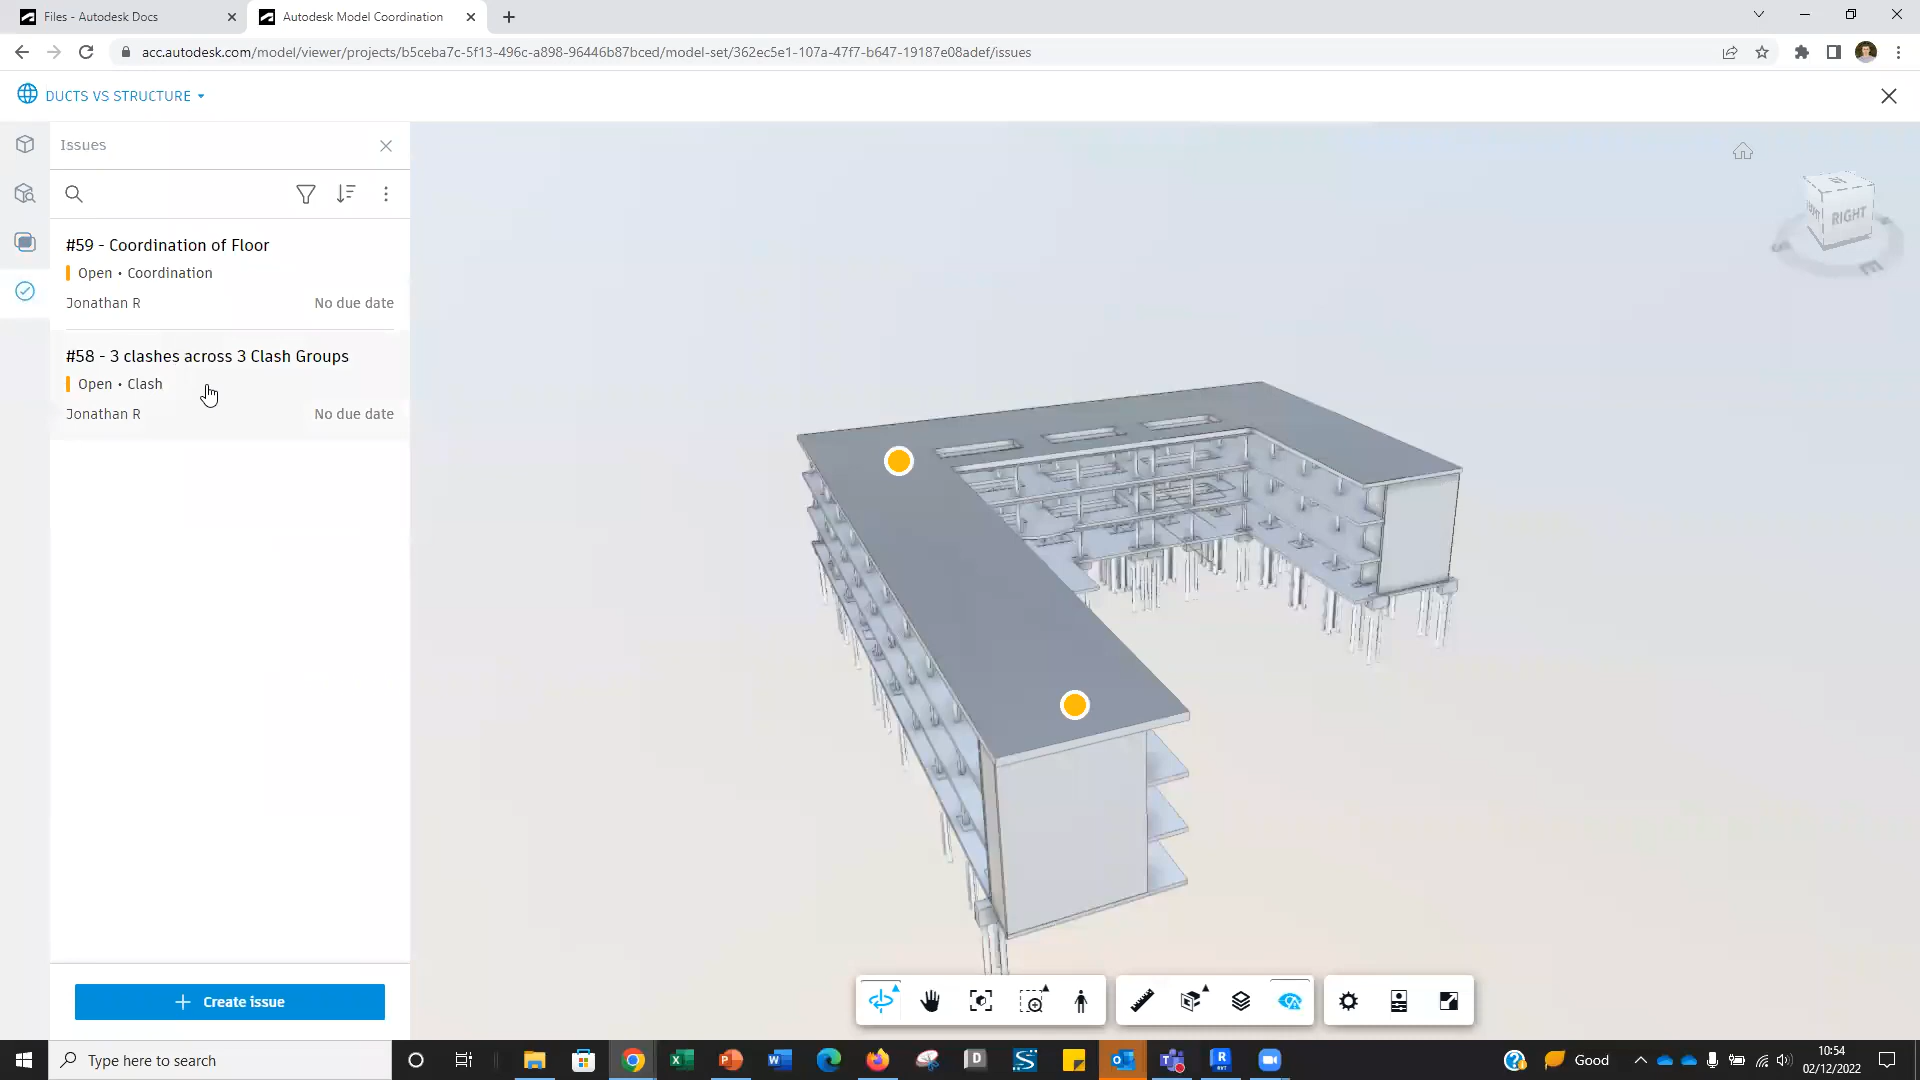 Files - Autodesk Docs
Autodesk Model Coordination
acc.autodesk.com/model/viewer/projects/b5ceba7c-5f13-496c-a898-96446b87bced/model-set/362ec5e1-107a-47f7-b647-19187e08adef/issues
DUCTS VS STRUCTURE
Issues
#59 - Coordination of Floor
Open • Coordination
Jonathan R
No due date
#58 - 3 clashes across 3 Clash Groups
Open • Clash
Jonathan R
No due date
RIGHT
Create issue
Type here to search
Good
10:54
02/12/2022